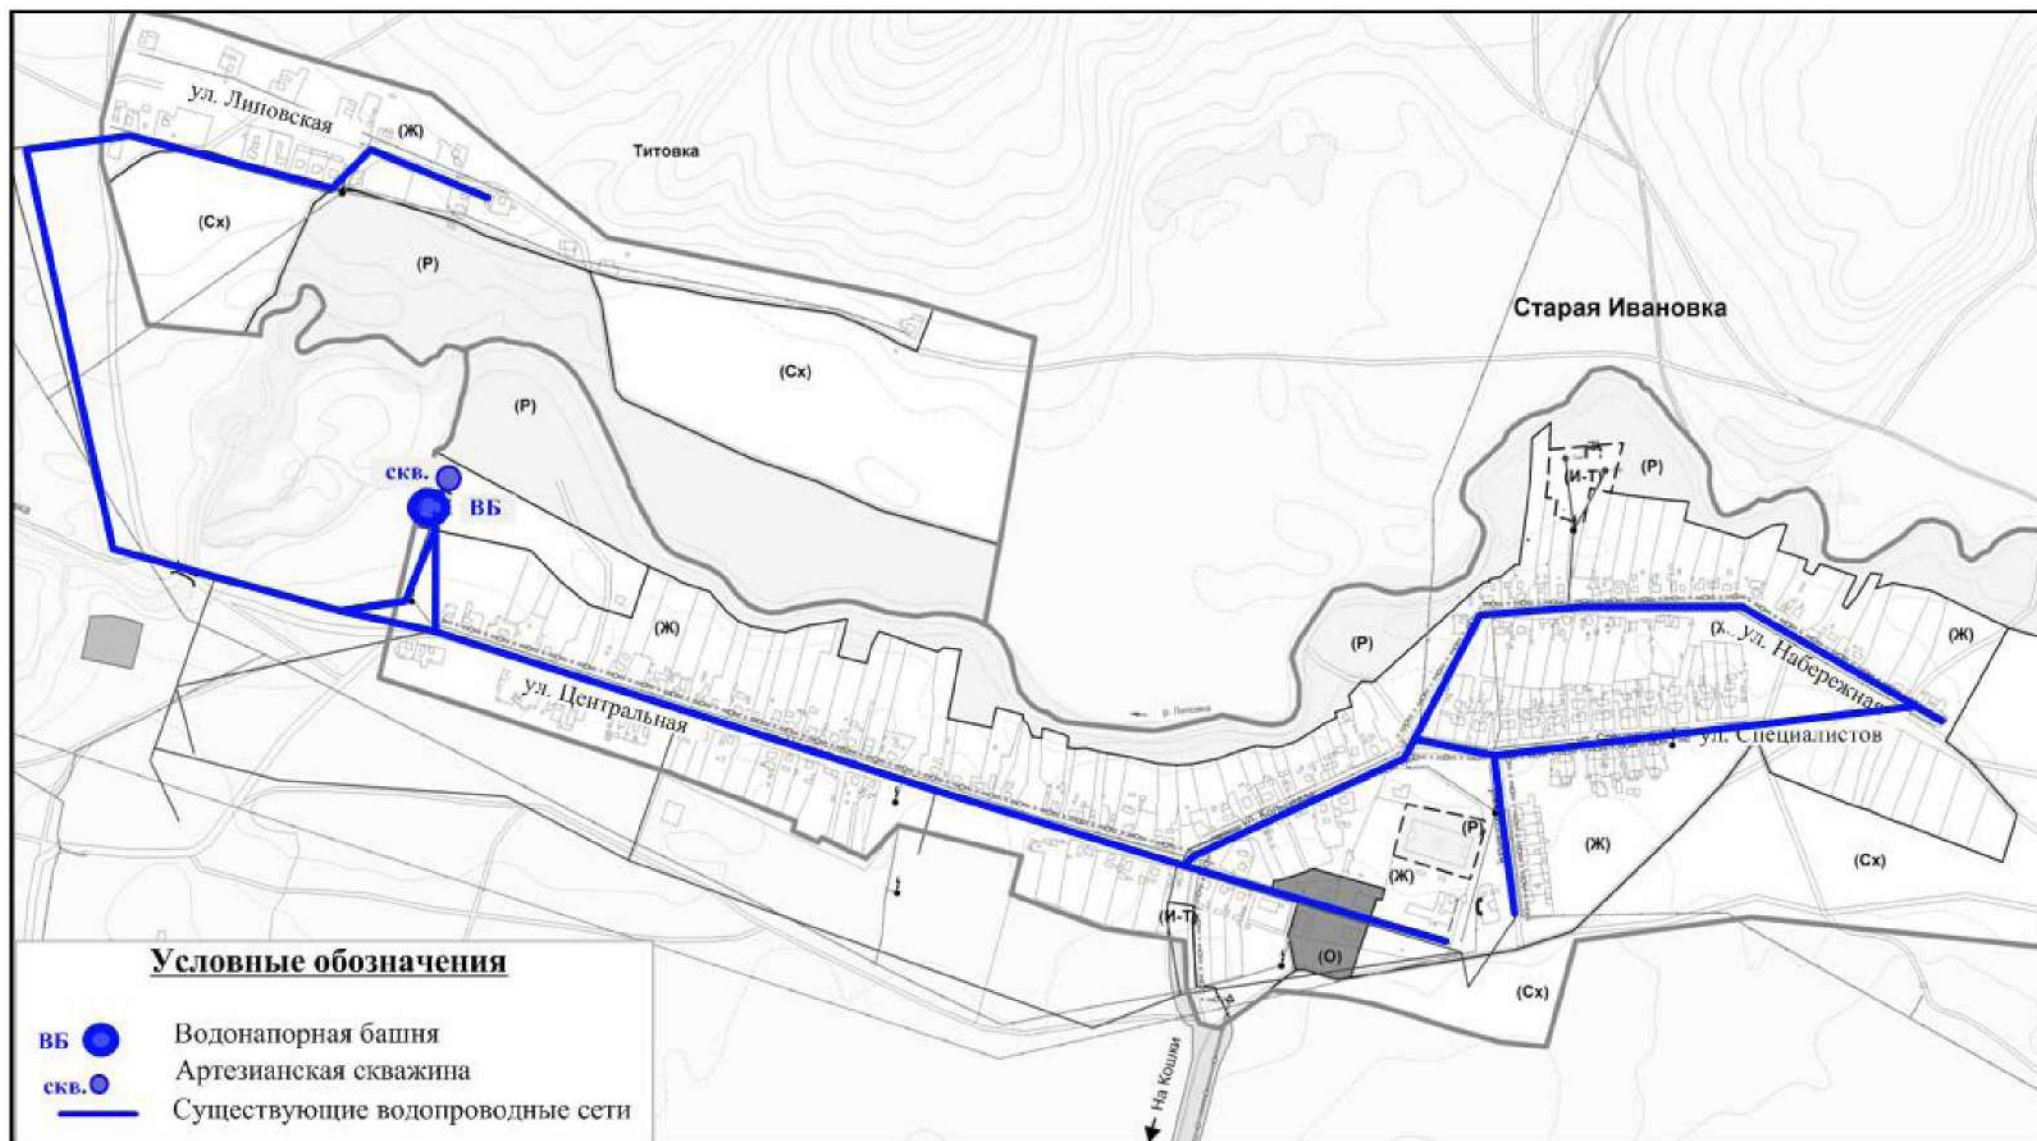 ул. Липовская
(Ж)
Титовка
(Сх)
(Р)
Старая Ивановка
(Сх)
(Р)
скв.
ВБ
(Р)
(И-Т)
(Ж)
(Р)
ул. Набережная
(Ж)
ул. Центральная
р. Липовка
ул. Специалистов
(Р)
(Ж)
(Ж)
(Сх)
(И-Т)
(О)
(Сх)
На Кошки
Условные обозначения
ВБ Водонапорная башня
скв. Артезианская скважина
Существующие водопроводные сети